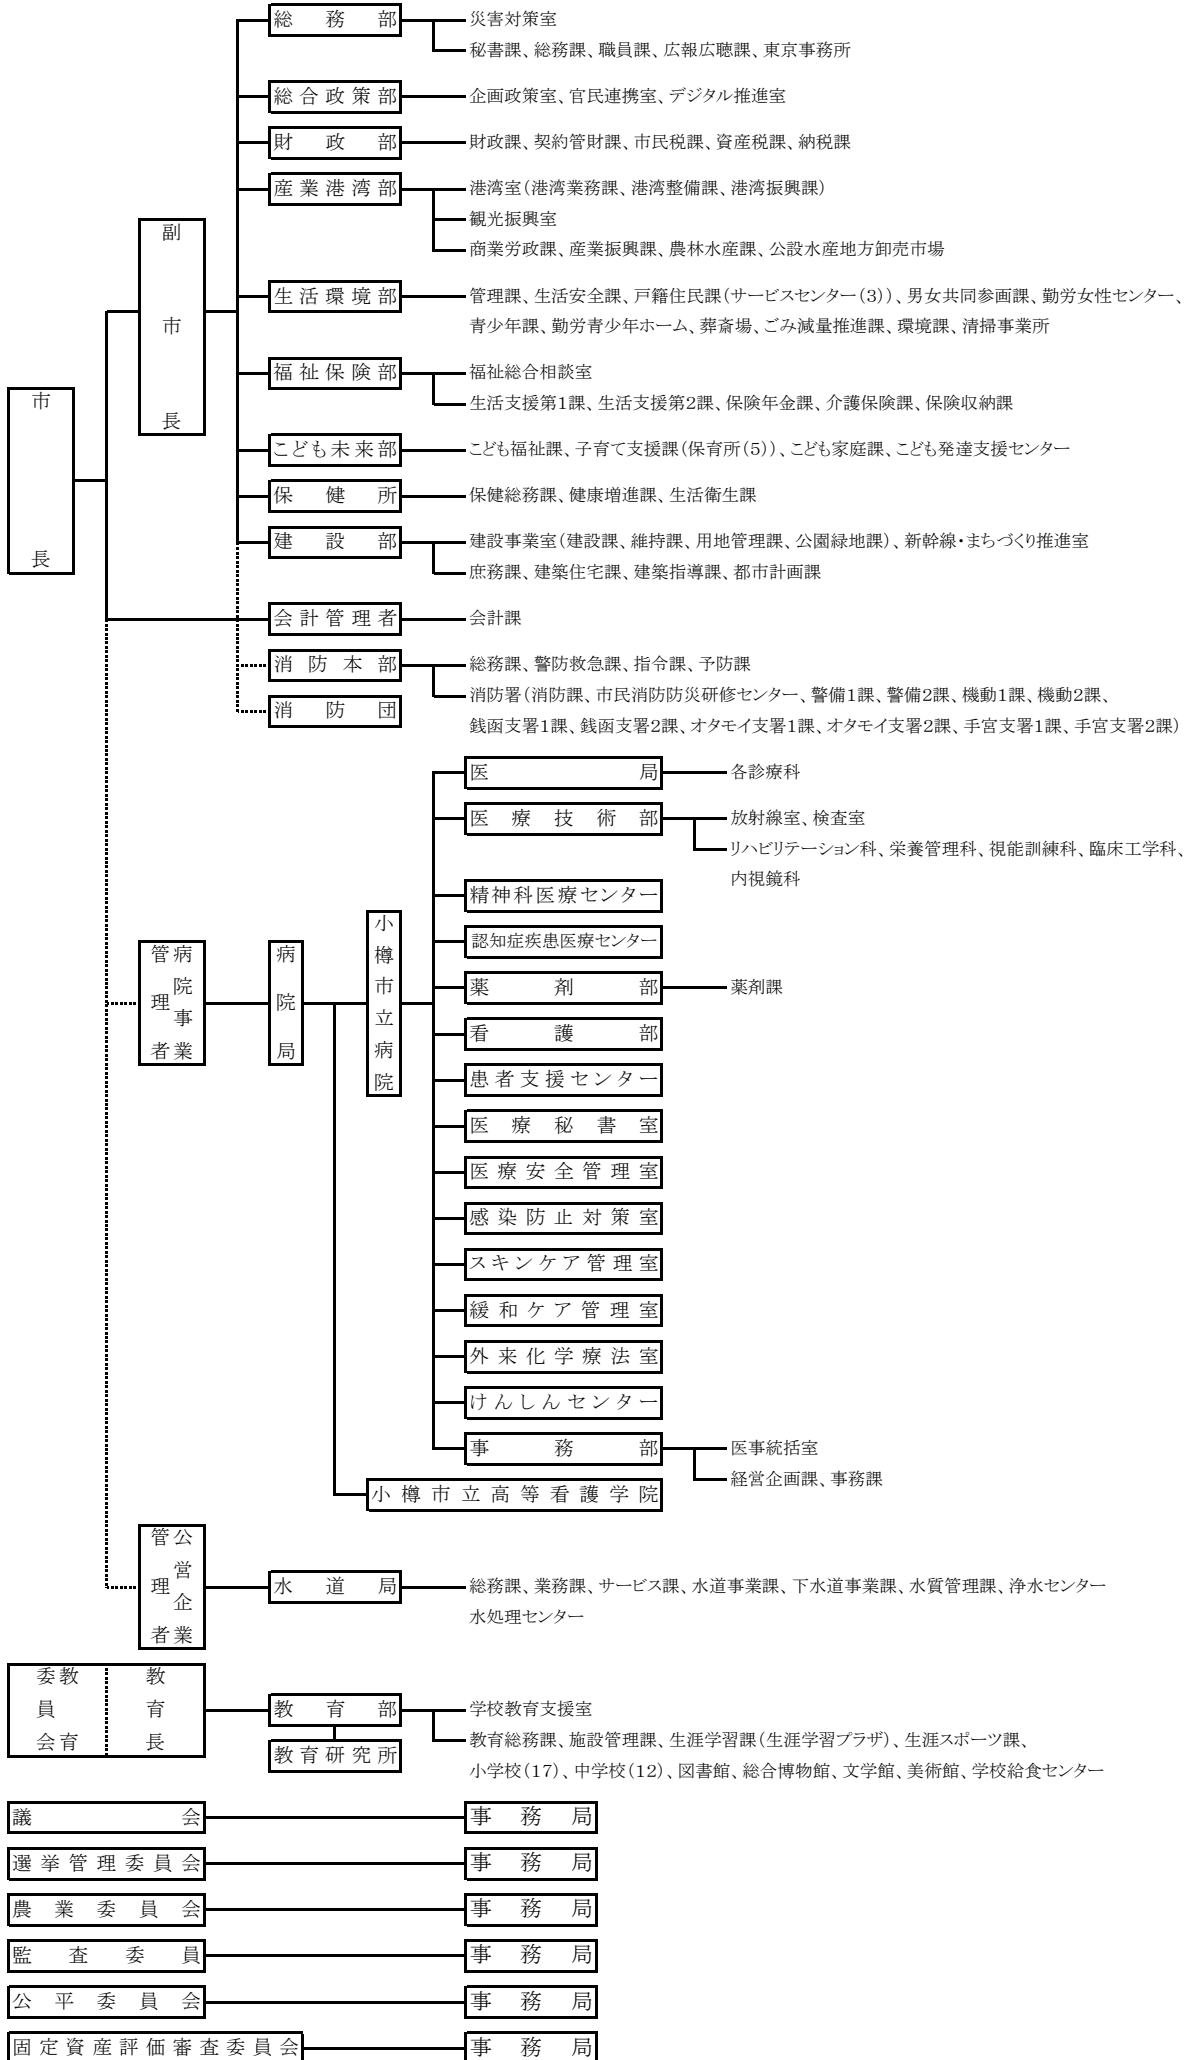 総務部 災害対策室
秘書課、総務課、職員課、広報広聴課、東京事務所
総合政策部 企画政策室、官民連携室、デジタル推進室
財政部 財政課、契約管財課、市民税課、資産税課、納税課
産業港湾部 港湾室(港湾業務課、港湾整備課、港湾振興課)
観光振興室
商業労政課、産業振興課、農林水産課、公設水産地方卸売市場
副市長
生活環境部 管理課、生活安全課、戸籍住民課(サービスセンター(3))、男女共同参画課、勤労女性センター、
青少年課、勤労青少年ホーム、葬斎場、ごみ減量推進課、環境課、清掃事業所
福祉保険部 福祉総合相談室
生活支援第1課、生活支援第2課、保険年金課、介護保険課、保険収納課
市長
こども未来部 こども福祉課、子育て支援課(保育所(5))、こども家庭課、こども発達支援センター
保健所 保健総務課、健康増進課、生活衛生課
建設部 建設事業室(建設課、維持課、用地管理課、公園緑地課)、新幹線・まちづくり推進室
庶務課、建築住宅課、建築指導課、都市計画課
会計管理者 会計課
消防本部 総務課、警防救急課、指令課、予防課
消防署(消防課、市民消防防災研修センター、警備1課、警備2課、機動1課、機動2課、
銭函支署1課、銭函支署2課、オタモイ支署1課、オタモイ支署2課、手宮支署1課、手宮支署2課)
消防団
医局 各診療科
医療技術部 放射線室、検査室
リハビリテーション科、栄養管理科、視能訓練科、臨床工学科、
内視鏡科
精神科医療センター
認知症疾患医療センター
病院事業管理者
病院局
小樽市立病院
薬剤部 薬剤課
看護部
患者支援センター
医療秘書室
医療安全管理室
感染防止対策室
スキンケア管理室
緩和ケア管理室
外来化学療法室
けんしんセンター
事務部 医事統括室
経営企画課、事務課
小樽市立高等看護学院
公営企業管理者
水道局 総務課、業務課、サービス課、水道事業課、下水道事業課、水質管理課、浄水センター
水処理センター
教育委員会
教育長
教育部 学校教育支援室
教育総務課、施設管理課、生涯学習課(生涯学習プラザ)、生涯スポーツ課、
小学校(17)、中学校(12)、図書館、総合博物館、文学館、美術館、学校給食センター
教育研究所
議会 事務局
選挙管理委員会 事務局
農業委員会 事務局
監査委員 事務局
公平委員会 事務局
固定資産評価審査委員会 事務局